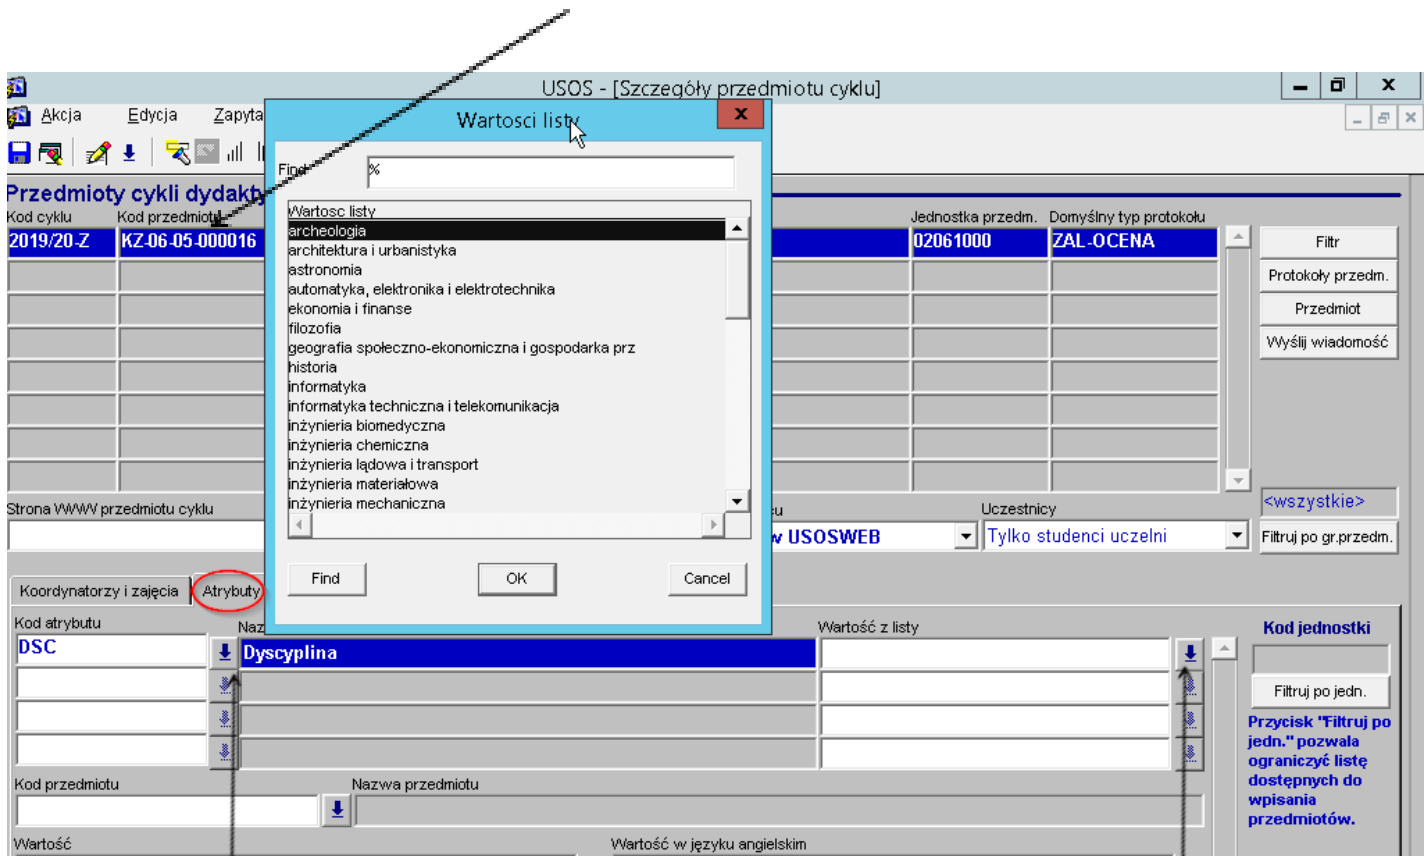 USOS - [Szczegóły przedmiotu cyklu]
Akcja Edycja Zapyta
Wartosci listy
x
Find %
Przedmioty cykli dydakty
Kod cyklu Kod przedmiotu Jednostka przedm. Domyślny typ protokołu
2019/20-Z KZ-06-05-000016 02061000 ZAL-OCENA
Wartosc listy
archeologia
architektura i urbanistyka
astronomia
automatyka, elektronika i elektrotechnika
ekonomia i finanse
filozofia
geografia społeczno-ekonomiczna i gospodarka prz
historia
informatyka
informatyka techniczna i telekomunikacja
inżynieria biomedyczna
inżynieria chemiczna
inżynieria lądowa i transport
inżynieria materiałowa
inżynieria mechaniczna
Find OK Cancel
Filtr
Protokoły przedm.
Przedmiot
Wyślij wiadomość
<wszystkie>
Filtruj po gr.przedm.
Strona WWW przedmiotu cyklu Uczestnicy
w USOSWEB Tylko studenci uczelni
Koordynatorzy i zajęcia Atrybuty
Kod atrybutu Naz Wartość z listy
DSC Dyscyplina
Kod jednostki
Filtruj po jedn.
Przycisk "Filtruj po
jedn." pozwala
ograniczyć listę
dostępnych do
wpisania
przedmiotów.
Kod przedmiotu Nazwa przedmiotu
Wartość Wartość w języku angielskim